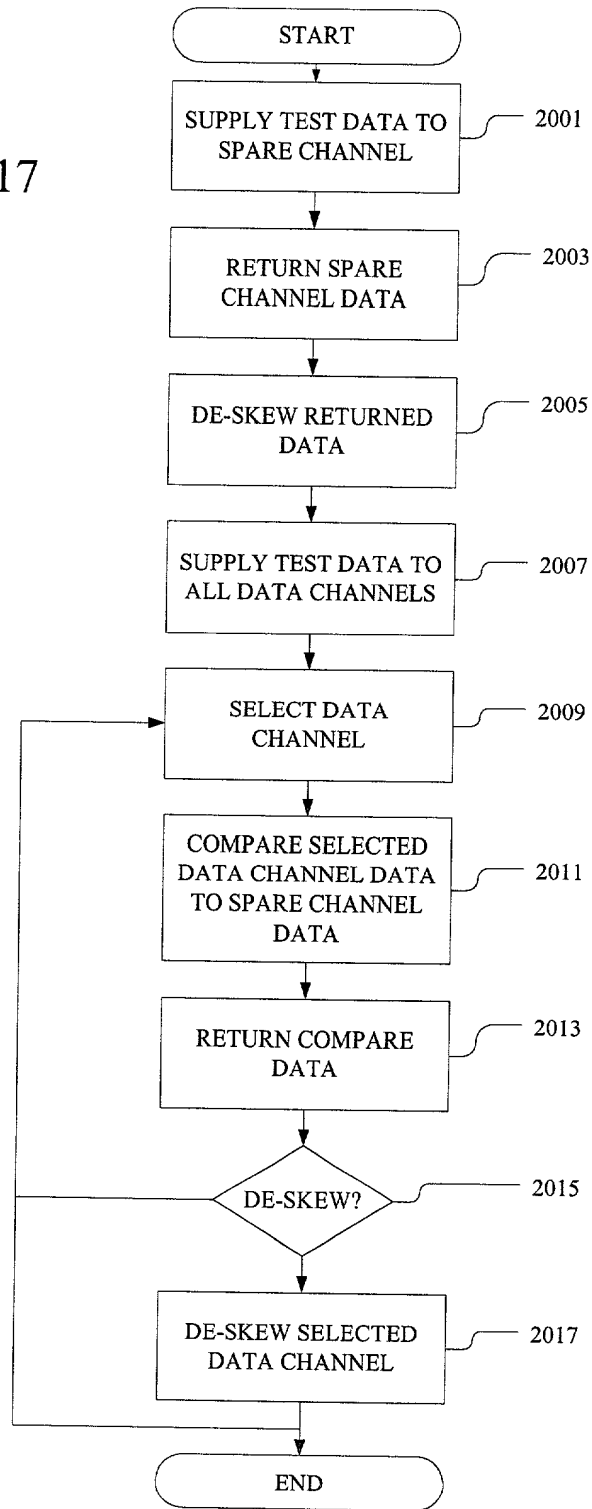 START
SUPPLY TEST DATA TO
SPARE CHANNEL
2001
17
RETURN SPARE
CHANNEL DATA
2003
DE-SKEW RETURNED
DATA
2005
SUPPLY TEST DATA TO
ALL DATA CHANNELS
2007
SELECT DATA
CHANNEL
2009
COMPARE SELECTED
DATA CHANNEL DATA
TO SPARE CHANNEL
DATA
2011
RETURN COMPARE
DATA
2013
DE-SKEW?
2015
DE-SKEW SELECTED
DATA CHANNEL
2017
END